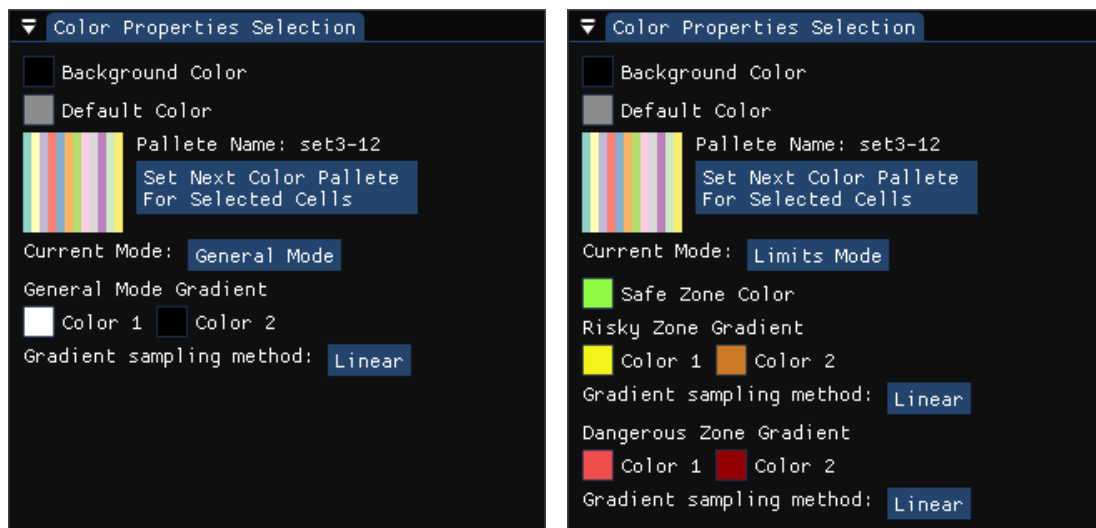 Color Properties Selection
Background Color
Default Color
Pallete Name: set3-12
Set Next Color Pallete
For Selected Cells
Current Mode: General Mode
General Mode Gradient
Color 1 Color 2
Gradient sampling method: Linear
Color Properties Selection
Background Color
Default Color
Pallete Name: set3-12
Set Next Color Pallete
For Selected Cells
Current Mode: Limits Mode
Safe Zone Color
Risky Zone Gradient
Color 1 Color 2
Gradient sampling method: Linear
Dangerous Zone Gradient
Color 1 Color 2
Gradient sampling method: Linear